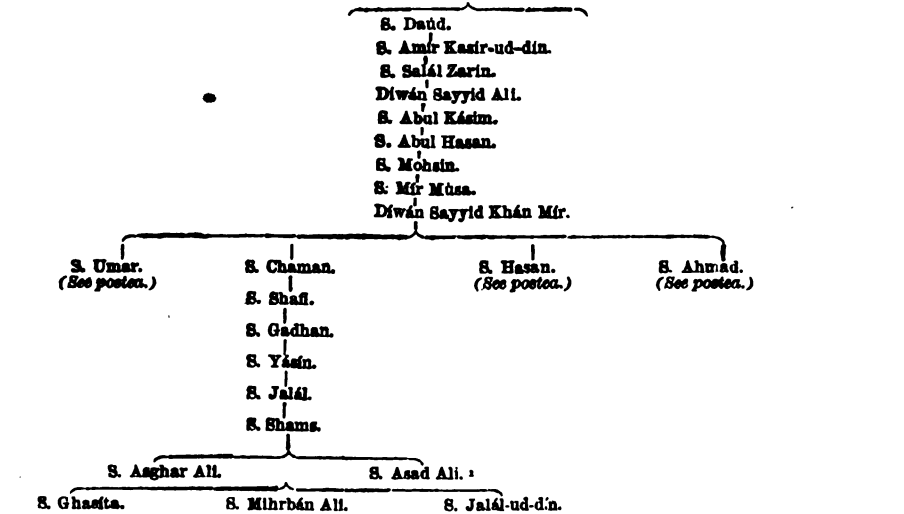 S. Daúd.
S. Amír Kasír-ud-dín.
S. Salál Zarín.
Díwán Sayyid Ali.
S. Abul Kásim.
S. Abul Hasan.
S. Mohsin.
S. Mír Músa.
Díwán Sayyid Khán Mír.
S. Umar. S. Chaman. S. Hasan. S. Ahmad.
(See postea.) (See postea.) (See postea.)
S. Shafi.
S. Gadhan.
S. Yásín.
S. Jalál.
S. Shams.
S. Asghar Ali. S. Asad Ali. ¹
S. Ghasíta. S. Mihrbán Ali. S. Jalál-ud-dín.